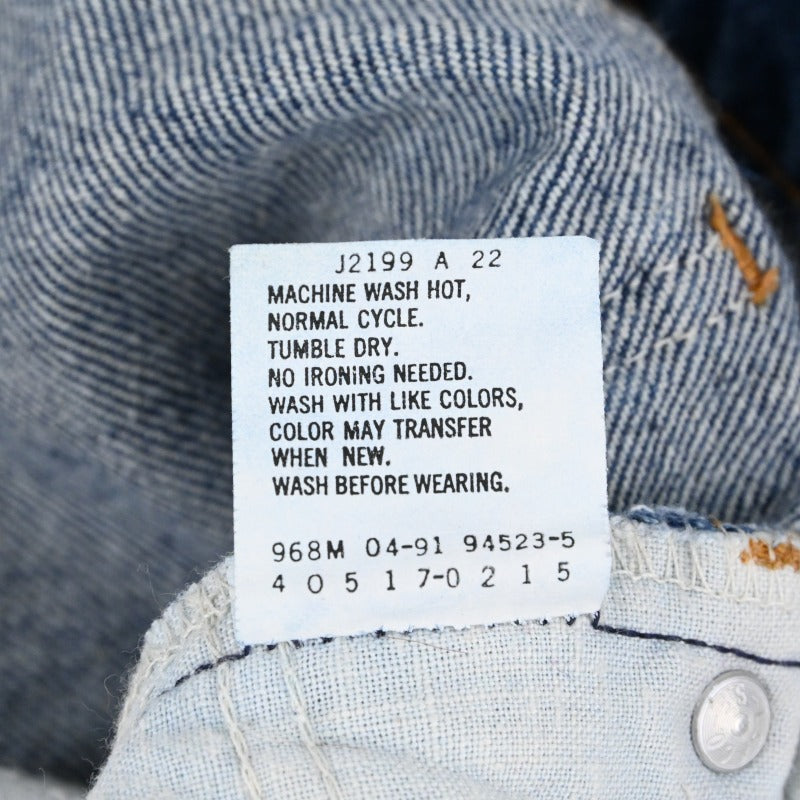 J2199 A 22
MACHINE WASH HOT,
NORMAL CYCLE.
TUMBLE DRY.
NO IRONING NEEDED.
WASH WITH LIKE COLORS,
COLOR MAY TRANSFER
WHEN NEW.
WASH BEFORE WEARING.
968M 04-91 94523-5
4 0 5 1 7-0 2 1 5